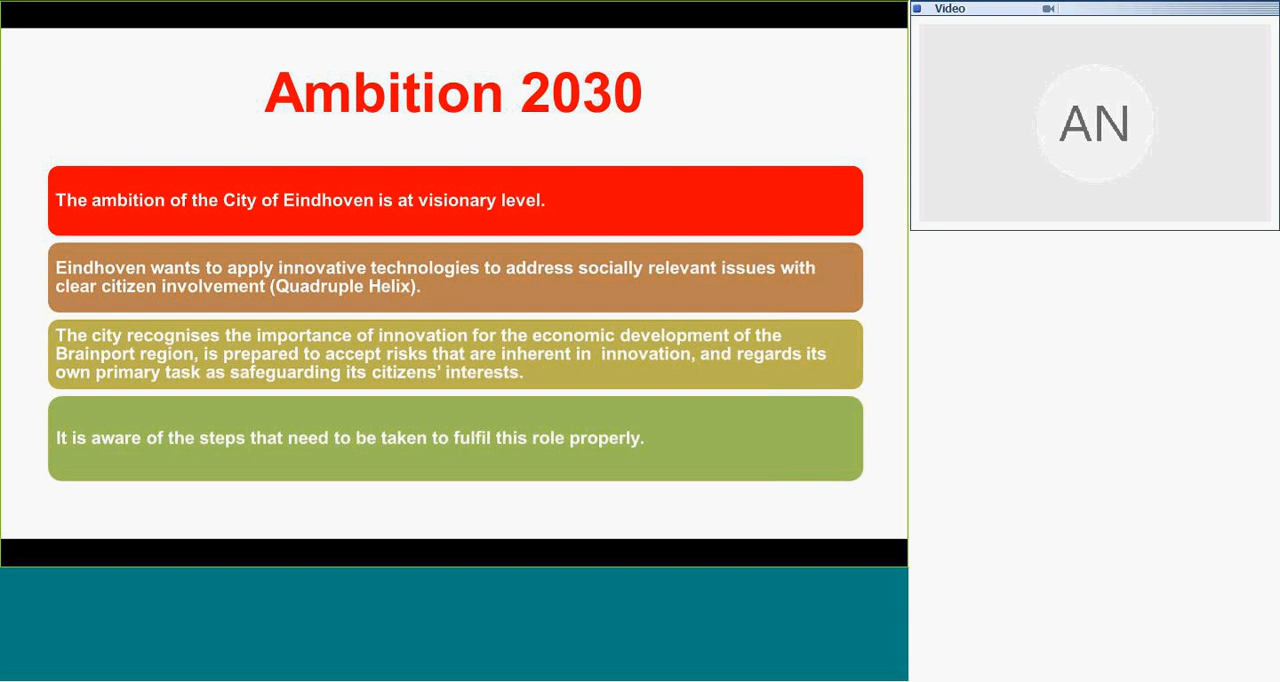 Video
Ambition 2030
AN
The ambition of the City of Eindhoven is at visionary level.
Eindhoven wants to apply innovative technologies to address socially relevant issues with
clear citizen involvement (Quadruple Helix).
The city recognises the importance of innovation for the economic development of the
Brainport region, is prepared to accept risks that are inherent in  innovation, and regards its
own primary task as safeguarding its citizens’ interests.
It is aware of the steps that need to be taken to fulfil this role properly.